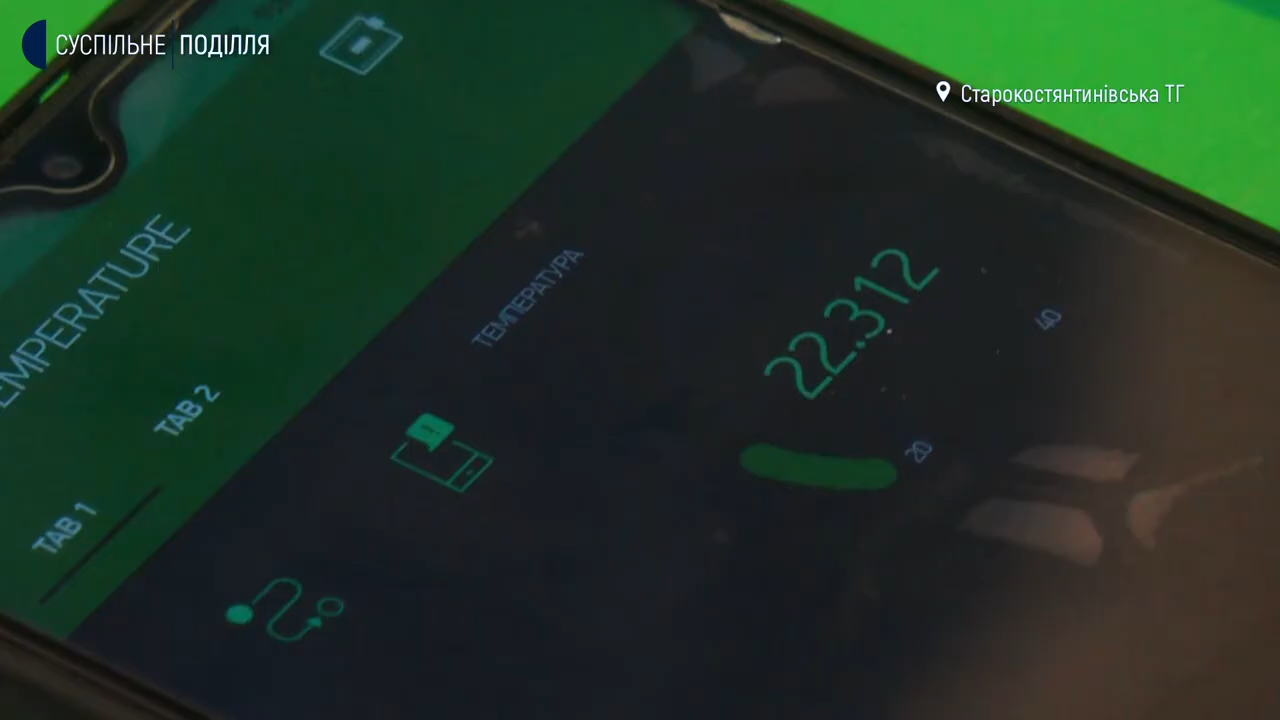 СУСПІЛЬНЕ ПОДІЛЛЯ
Старокостянтинівська ТГ
EMPERATURE
TAB 1
TAB 2
ТЕМПЕРАТУРА
22.312
20
40